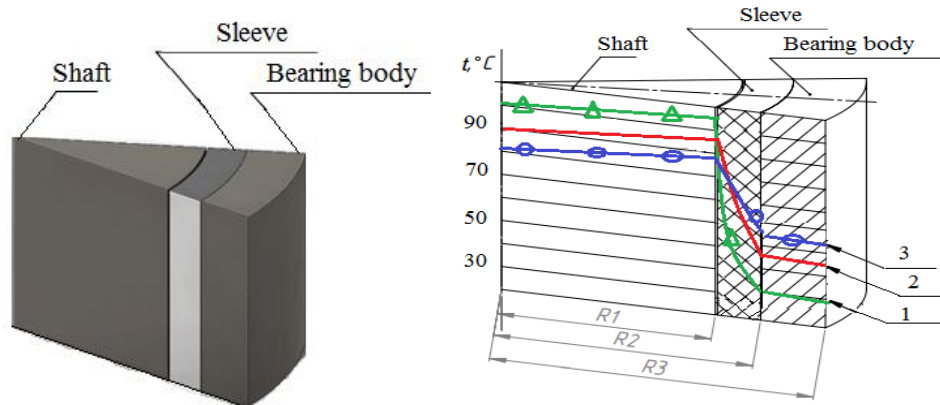 Sleeve
Shaft
Bearing body
Sleeve
Shaft
Bearing body
t,°C
90
70
50
30
3
2
1
R1
R2
R3